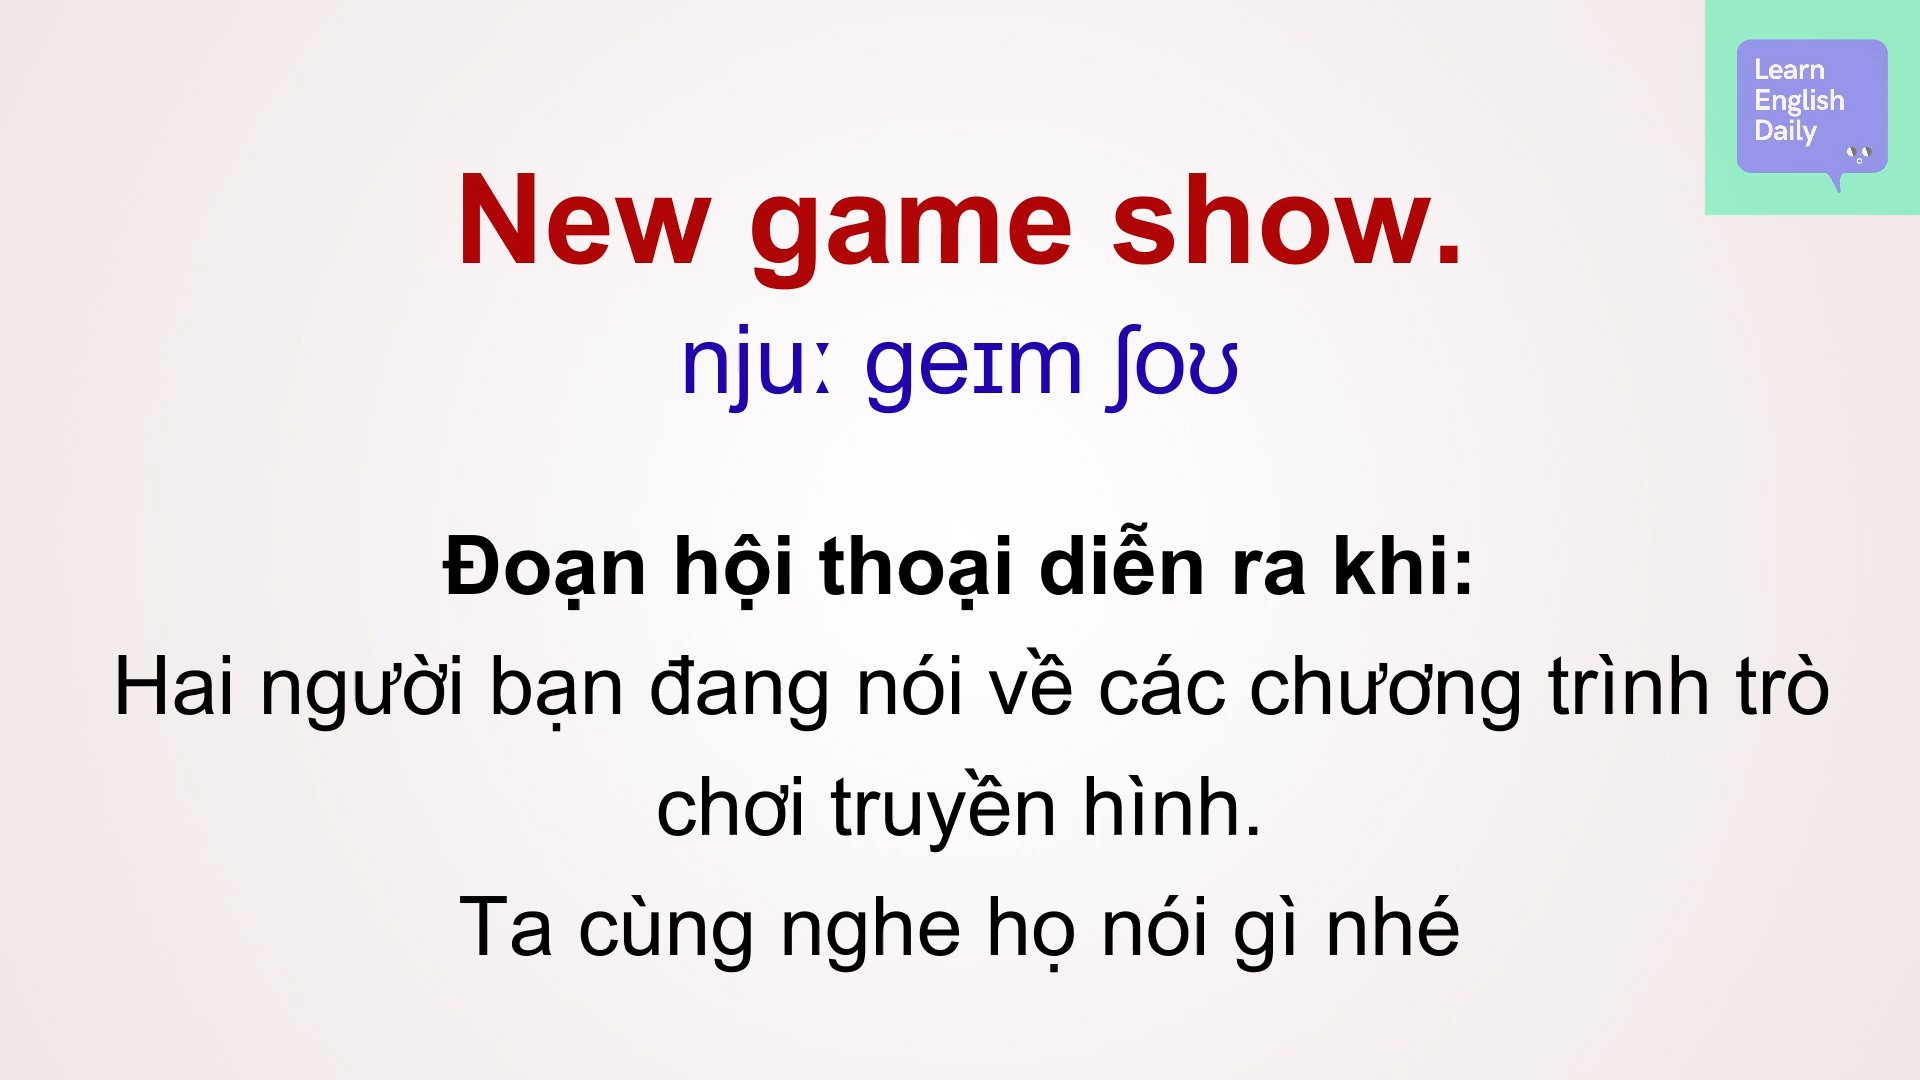 Learn
English
Daily
New game show.
njuː geɪm ʃoʊ
Đoạn hội thoại diễn ra khi:
Hai người bạn đang nói về các chương trình trò
chơi truyền hình.
Ta cùng nghe họ nói gì nhé